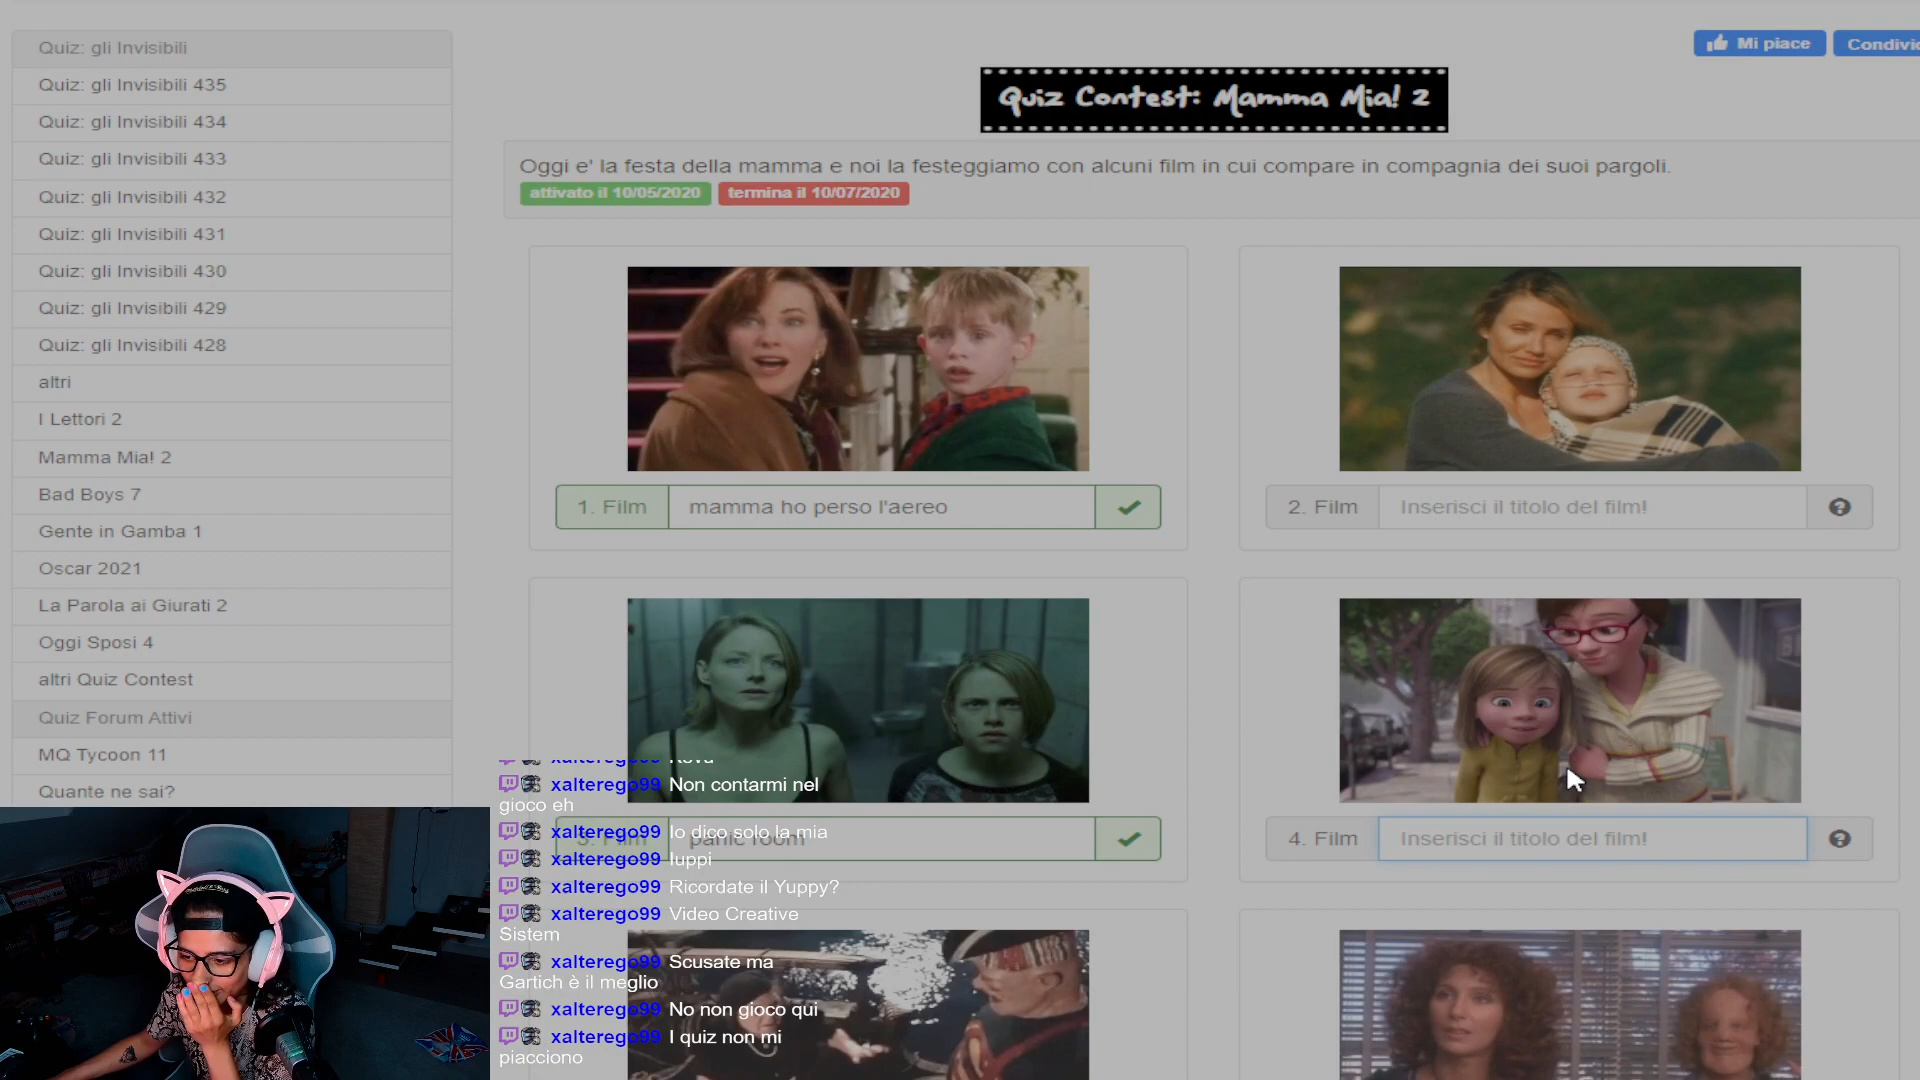 Quiz: gli Invisibili
Quiz: gli Invisibili 435
Quiz: gli Invisibili 434
Quiz: gli Invisibili 433
Quiz: gli Invisibili 432
Quiz: gli Invisibili 431
Quiz: gli Invisibili 430
Quiz: gli Invisibili 429
Quiz: gli Invisibili 428
altri
I Lettori 2
Mamma Mia! 2
Bad Boys 7
Gente in Gamba 1
Oscar 2021
La Parola ai Giurati 2
Oggi Sposi 4
altri Quiz Contest
Quiz Forum Attivi
MQ Tycoon 11
Quante ne sai?
Mi piace
Quiz Contest: Mamma Mia! 2
Oggi e' la festa della mamma e noi la festeggiamo con alcuni film in cui compare in compagnia dei suoi pargoli.
attivato il 10/05/2020 termina il 10/07/2020
1. Film mamma ho perso l'aereo
2. Film Inserisci il titolo del film!
3. Film panic room
4. Film Inserisci il titolo del film!
xalterego99 Non contarmi nel
gioco eh
xalterego99 Io dico solo la mia
xalterego99 Iuppi
xalterego99 Ricordate il Yuppy?
xalterego99 Video Creative
Sistem
xalterego99 Scusate ma
Gartich è il meglio
xalterego99 No non gioco qui
xalterego99 I quiz non mi
piacciono